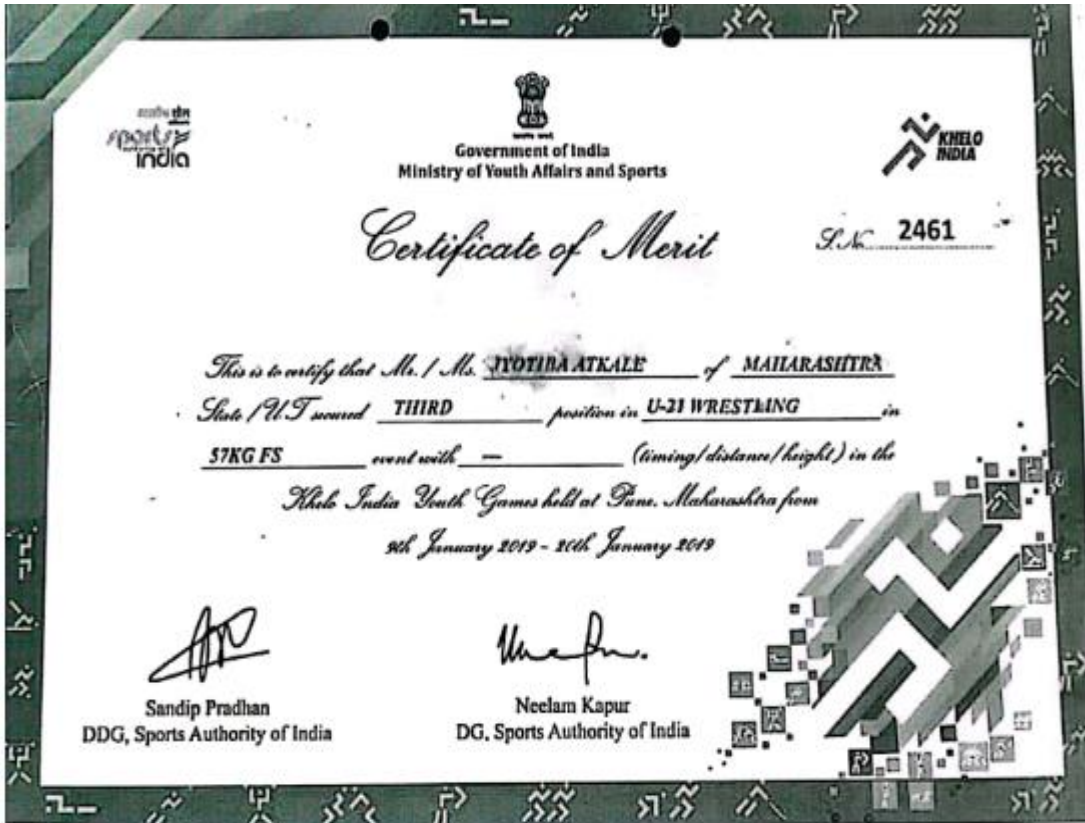 sports
india
Government of India
Ministry of Youth Affairs and Sports
KHELO
INDIA
Certificate of Merit
S.No. 2461
This is to certify that Mr. / Ms. JYOTIBA ATKALE of MAHARASHTRA
State / U.T secured THIRD position in U-21 WRESTLING in
57KG FS event with — (timing/distance/height) in the
Khelo India Youth Games held at Pune, Maharashtra from
9th January 2019 - 20th January 2019
Sandip Pradhan
DDG, Sports Authority of India
Neelam Kapur
DG, Sports Authority of India